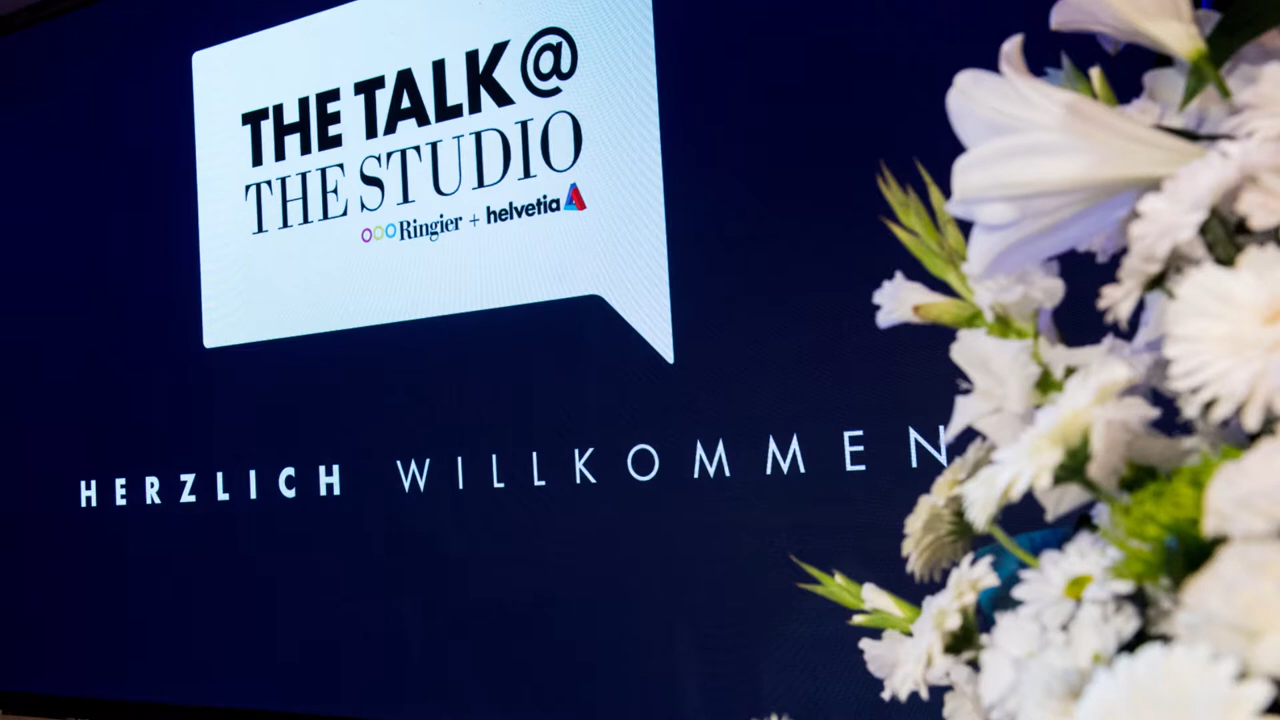 THE TALK @
THE STUDIO
Ringier + helvetia
HERZLICH WILLKOMMEN